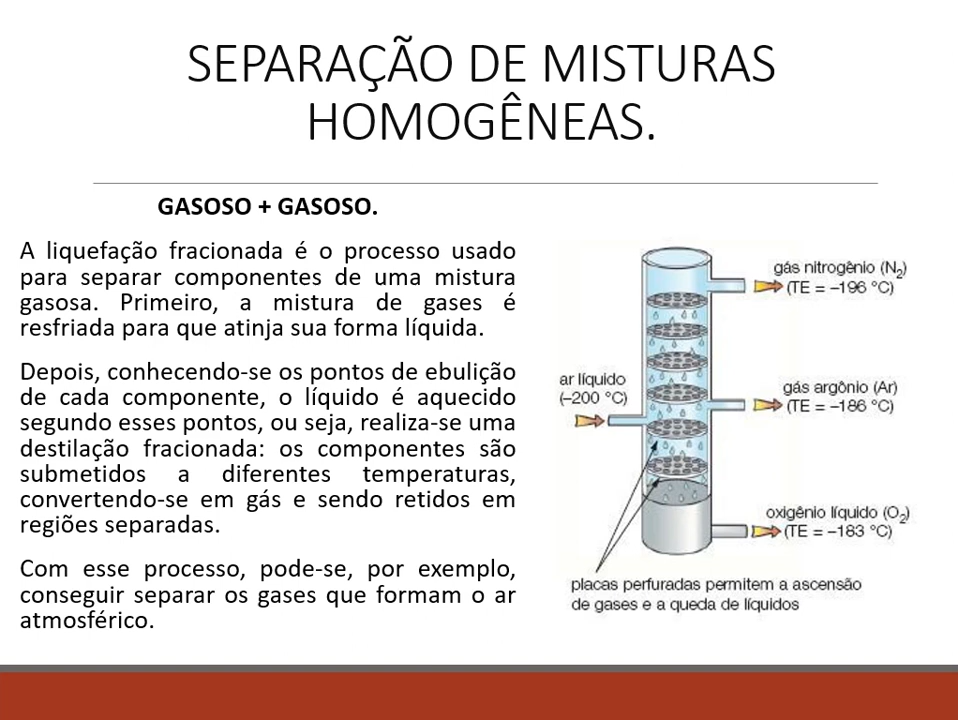 SEPARAÇÃO DE MISTURAS
HOMOGÊNEAS.
GASOSO + GASOSO.
A liquefação fracionada é o processo usado
para separar componentes de uma mistura
gasosa. Primeiro, a mistura de gases é
resfriada para que atinja sua forma líquida.
Depois, conhecendo-se os pontos de ebulição
de cada componente, o líquido é aquecido
segundo esses pontos, ou seja, realiza-se uma
destilação fracionada: os componentes são
submetidos a diferentes temperaturas,
convertendo-se em gás e sendo retidos em
regiões separadas.
Com esse processo, pode-se, por exemplo,
conseguir separar os gases que formam o ar
atmosférico.
gás nitrogênio (N₂)
(TE = –196 °C)
ar líquido
(–200 °C)
gás argônio (Ar)
(TE = –186 °C)
oxigênio líquido (O₂)
(TE = –183 °C)
placas perfuradas permitem a ascensão
de gases e a queda de líquidos